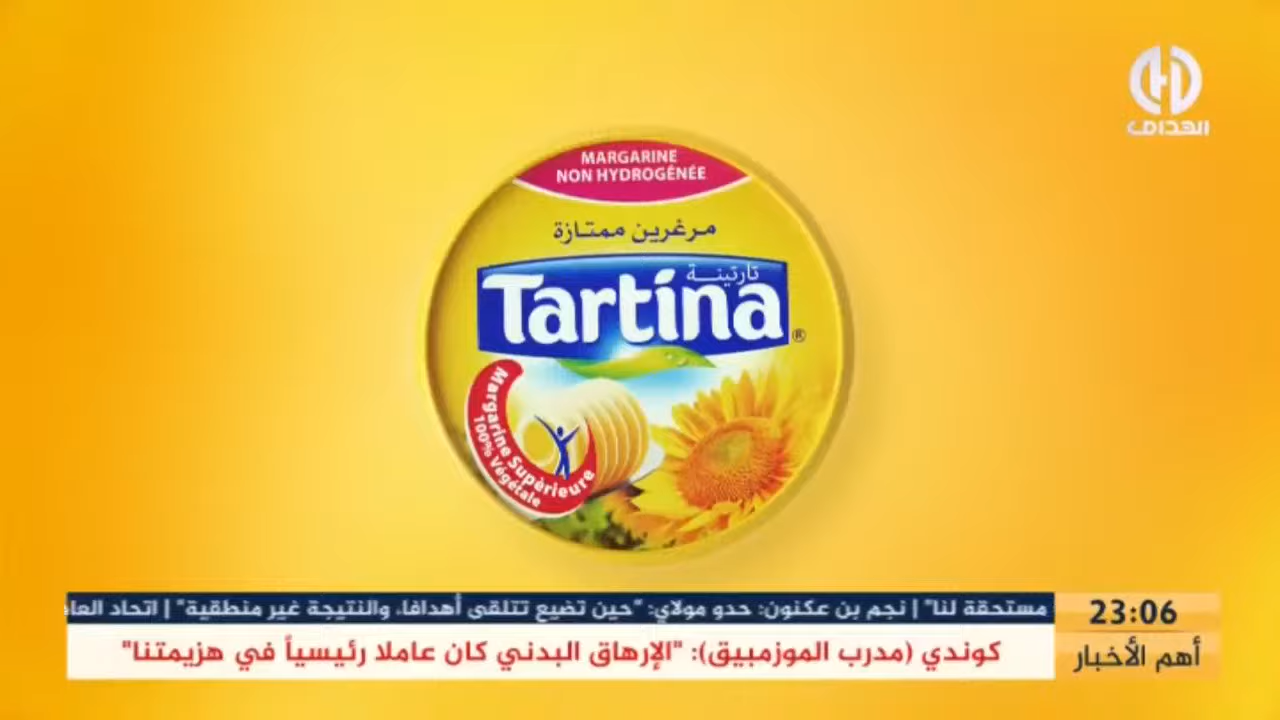 الهداف
MARGARINE
NON HYDROGÉNÉE
مرغرين ممتازة
تارتينة
Tartina
®
Margarine Supèrieure
100% Végétale
مستحقة لنا" | نجم بن عكنون: حدو مولاي: "حين تضيع تتلقى أهدافا، والنتيجة غير منطقية" | اتحاد
23:06
كوندي (مدرب الموزمبيق): "الإرهاق البدني كان عاملا رئيسياً في هزيمتنا"
أهم الأخبار